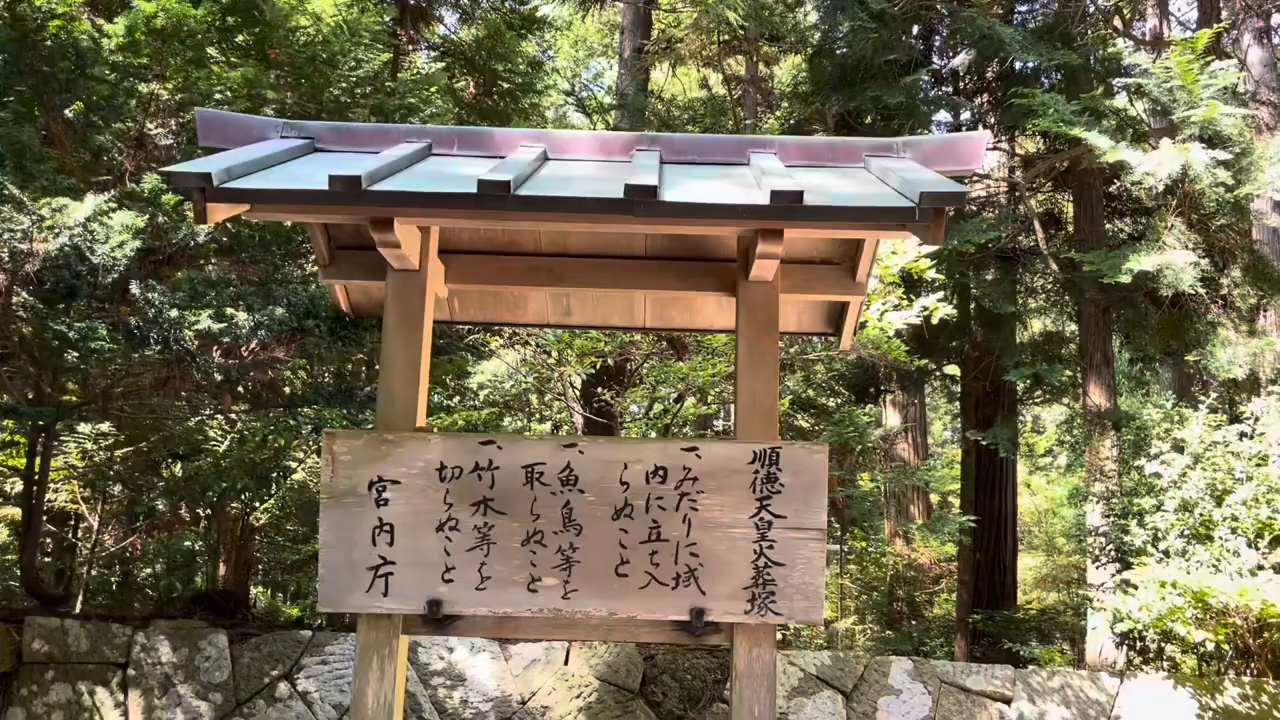 順徳天皇火葬塚
一、みだりに域
内に立ち入
らぬこと
一、魚鳥等を
取らぬこと
一、竹木等を
切らぬこと
宮内庁